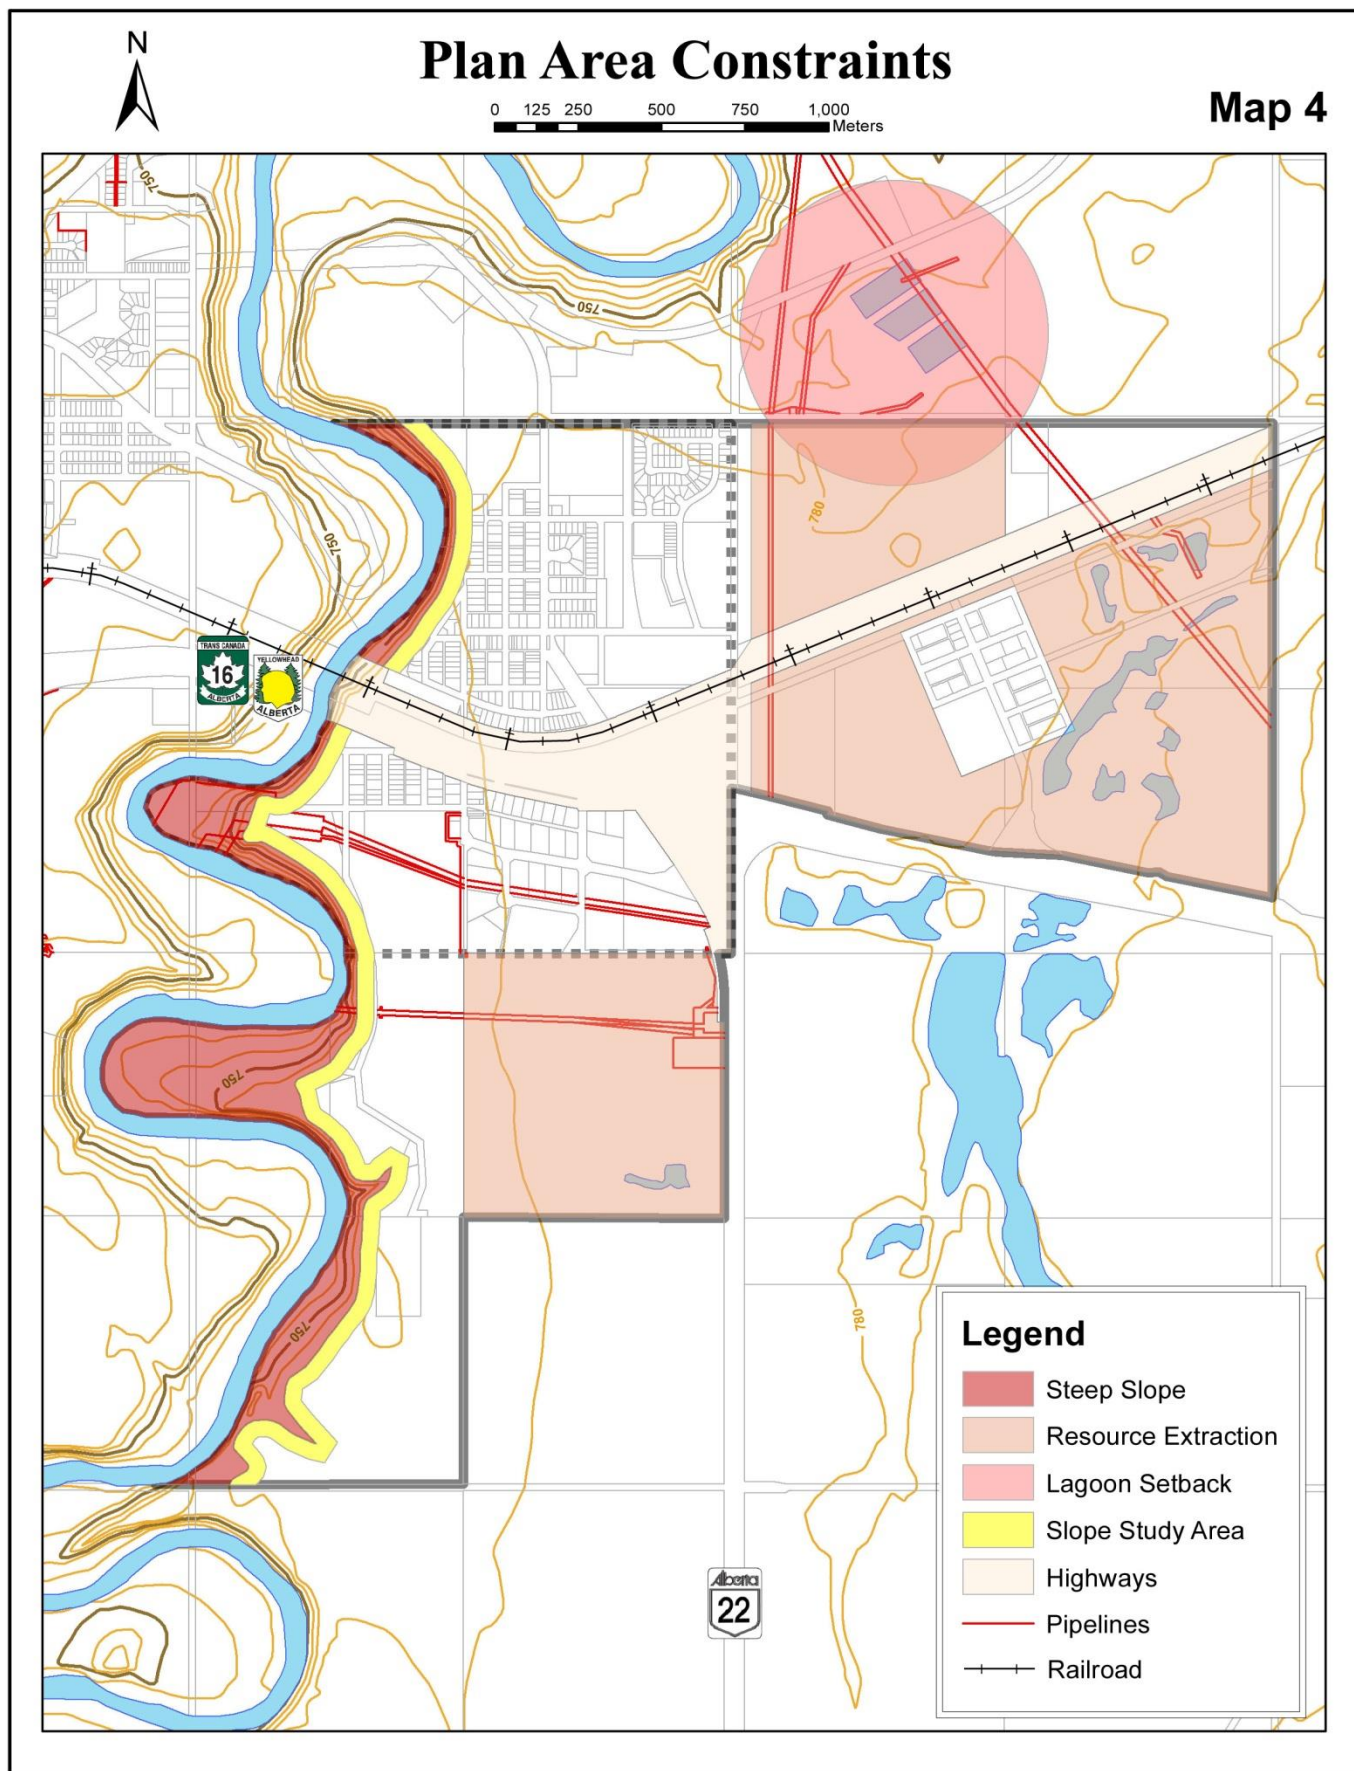 N
Plan Area Constraints
Map 4
0 125 250 500 750 1,000
Meters
750
750
780
750
TRANS CANADA
16
ALBERTA
YELLOWHEAD
ALBERTA
750
750
780
Alberta
22
Legend
Steep Slope
Resource Extraction
Lagoon Setback
Slope Study Area
Highways
Pipelines
Railroad